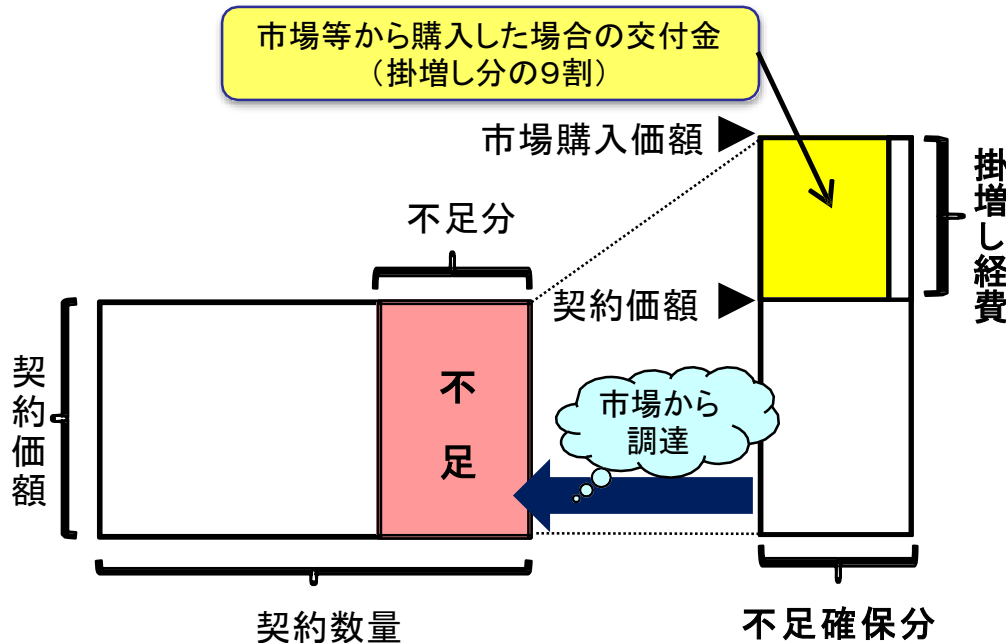 市場等から購入した場合の交付金
（掛増し分の９割）
市場購入価額
掛増し経費
不足分
契約価額
契約価額
不足
市場から
調達
契約数量
不足確保分